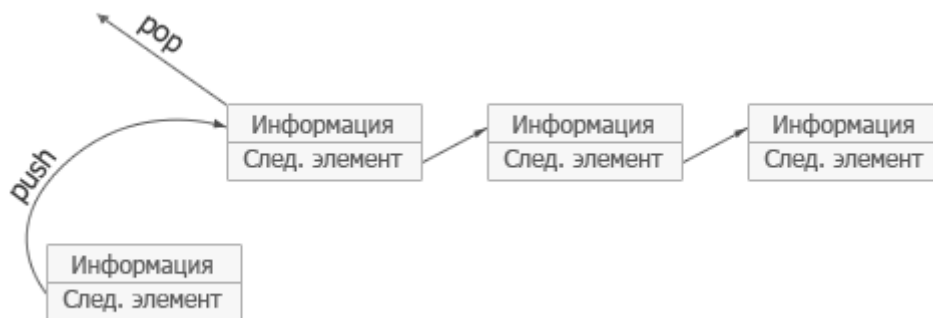 pop
Информация
След. элемент
Информация
След. элемент
Информация
След. элемент
push
Информация
След. элемент